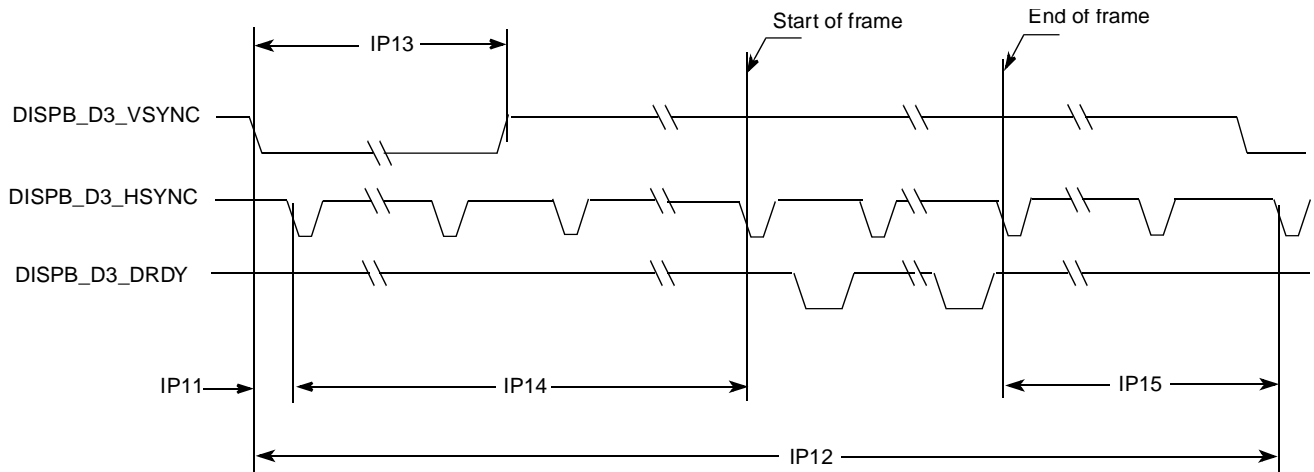 Start of frame
End of frame
IP13
DISPB_D3_VSYNC
DISPB_D3_HSYNC
DISPB_D3_DRDY
IP11
IP14
IP15
IP12